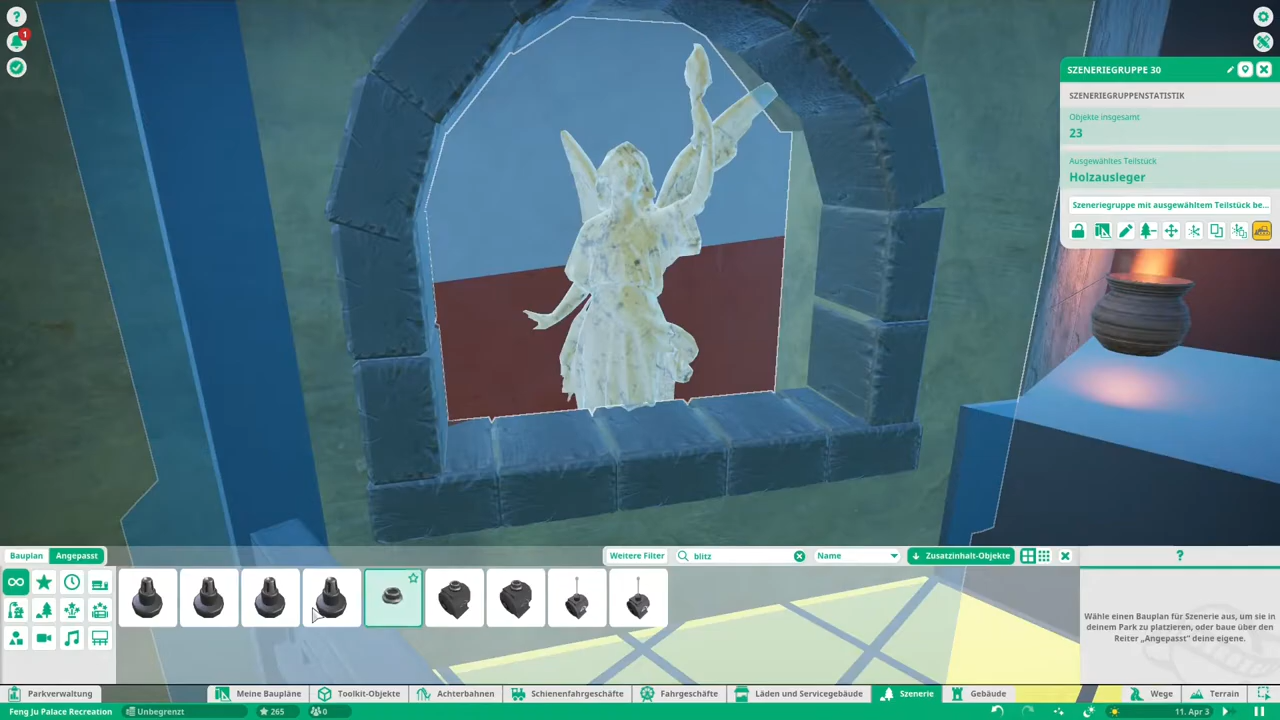 ?
1
SZENERIEGRUPPE 30
SZENERIEGRUPPENSTATISTIK
Objekte insgesamt
23
Ausgewähltes Teilstück
Holzausleger
Szeneriegruppe mit ausgewähltem Teilstück be...
Bauplan Angepasst
Weitere Filter
blitz
Name
Zusatzinhalt-Objekte
?
Wähle einen Bauplan für Szenerie aus, um sie in
deinem Park zu platzieren, oder baue über den
Reiter „Angepasst“ deine eigene.
Parkverwaltung
Meine Baupläne
Toolkit-Objekte
Achterbahnen
Schienenfahrgeschäfte
Fahrgeschäfte
Läden und Servicegebäude
Szenerie
Gebäude
Wege
Terrain
Feng Ju Palace Recreation
Unbegrenzt
265
0
11. Apr 3